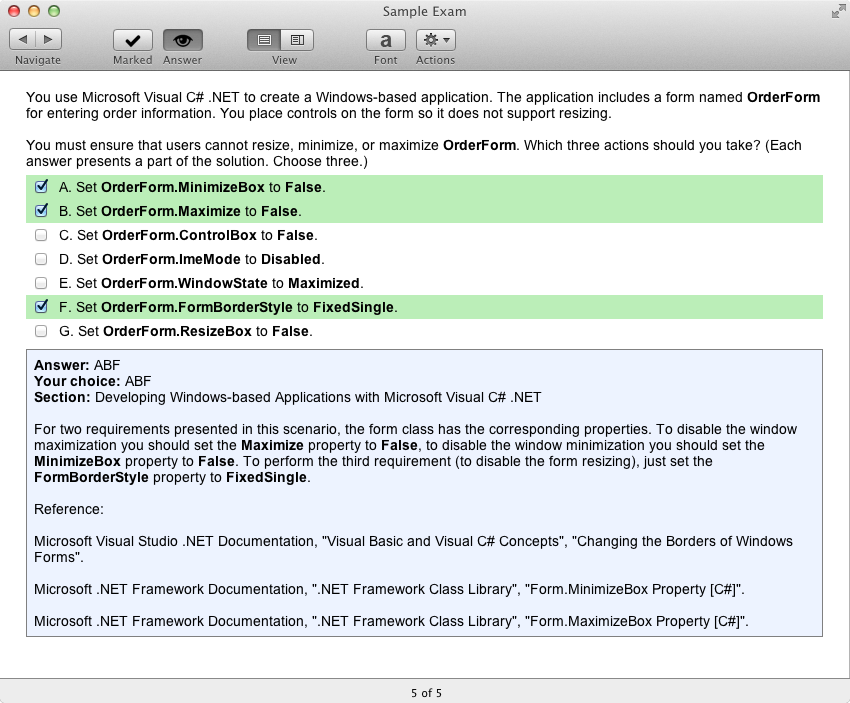 Sample Exam
Navigate
Marked
Answer
View
a
Font
Actions
You use Microsoft Visual C# .NET to create a Windows-based application. The application includes a form named OrderForm
for entering order information. You place controls on the form so it does not support resizing.
You must ensure that users cannot resize, minimize, or maximize OrderForm. Which three actions should you take? (Each
answer presents a part of the solution. Choose three.)
A. Set OrderForm.MinimizeBox to False.
B. Set OrderForm.Maximize to False.
C. Set OrderForm.ControlBox to False.
D. Set OrderForm.ImeMode to Disabled.
E. Set OrderForm.WindowState to Maximized.
F. Set OrderForm.FormBorderStyle to FixedSingle.
G. Set OrderForm.ResizeBox to False.
Answer: ABF
Your choice: ABF
Section: Developing Windows-based Applications with Microsoft Visual C# .NET
For two requirements presented in this scenario, the form class has the corresponding properties. To disable the window
maximization you should set the Maximize property to False, to disable the window minimization you should set the
MinimizeBox property to False. To perform the third requirement (to disable the form resizing), just set the
FormBorderStyle property to FixedSingle.
Reference:
Microsoft Visual Studio .NET Documentation, "Visual Basic and Visual C# Concepts", "Changing the Borders of Windows
Forms".
Microsoft .NET Framework Documentation, ".NET Framework Class Library", "Form.MinimizeBox Property [C#]".
Microsoft .NET Framework Documentation, ".NET Framework Class Library", "Form.MaximizeBox Property [C#]".
5 of 5